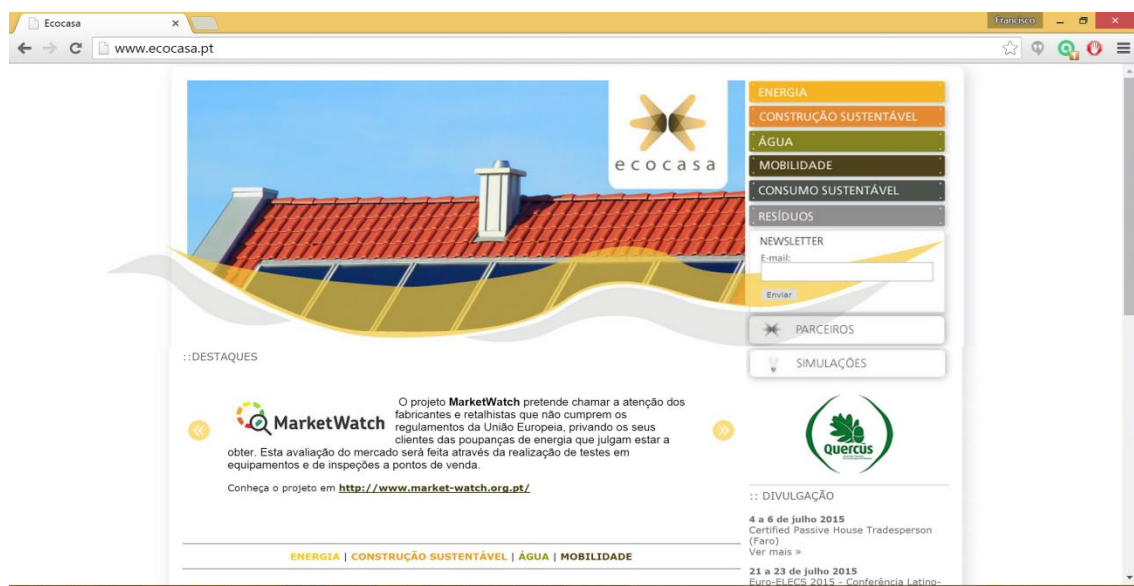 Ecocasa
Francisco
www.ecocasa.pt
ecocasa
ENERGIA
CONSTRUÇÃO SUSTENTÁVEL
ÁGUA
MOBILIDADE
CONSUMO SUSTENTÁVEL
RESÍDUOS
NEWSLETTER
E-mail:
Enviar
PARCEIROS
SIMULAÇÕES
::DESTAQUES
MarketWatch
O projeto MarketWatch pretende chamar a atenção dos
fabricantes e retalhistas que não cumprem os
regulamentos da União Europeia, privando os seus
clientes das poupanças de energia que julgam estar a
obter. Esta avaliação do mercado será feita através da realização de testes em
equipamentos e de inspeções a pontos de venda.
Conheça o projeto em http://www.market-watch.org.pt/
ENERGIA | CONSTRUÇÃO SUSTENTÁVEL | ÁGUA | MOBILIDADE
Quercus
:: DIVULGAÇÃO
4 a 6 de julho 2015
Certified Passive House Tradesperson
(Faro)
Ver mais »
21 a 23 de julho 2015
Euro-ELECS 2015 - Conferência Latino-